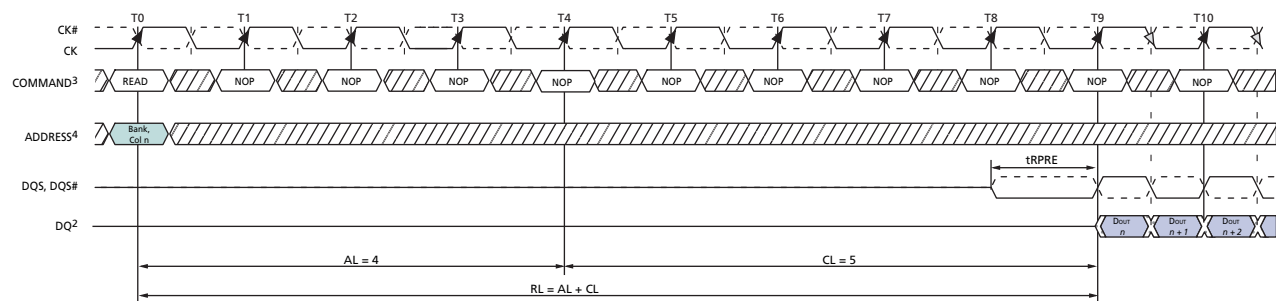 T0 T1 T2 T3 T4 T5 T6 T7 T8 T9 T10
CK#
CK
COMMAND3 READ NOP NOP NOP NOP NOP NOP NOP NOP NOP NOP
ADDRESS4 Bank,
Col n
tRPRE
DQS, DQS#
DQ2 DOUT DOUT DOUT
n n + 1 n + 2
AL = 4 CL = 5
RL = AL + CL